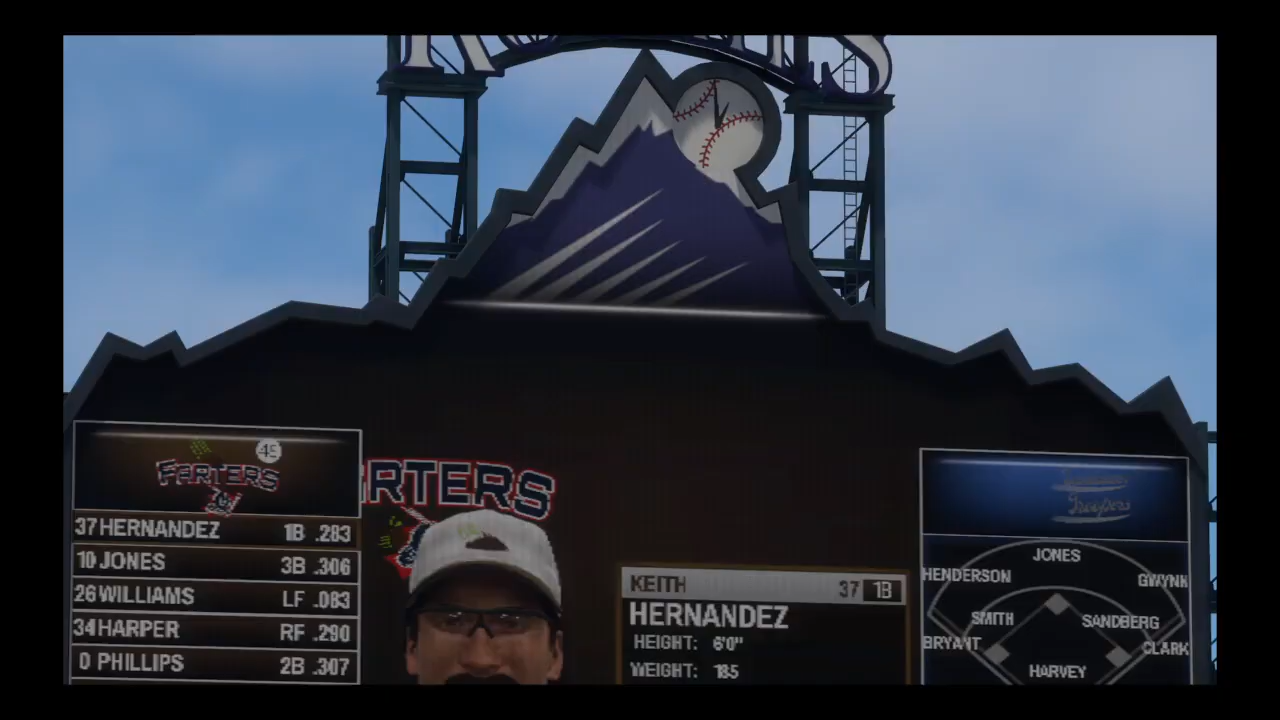 45
FARTERS
37 HERNANDEZ 1B .283
10 JONES 3B .306
26 WILLIAMS LF .083
34 HARPER RF .290
0 PHILLIPS 2B .307
RTERS
KEITH 37 1B
HERNANDEZ
HEIGHT: 6'0"
WEIGHT: 185
Troopers
JONES
HENDERSON GWYNN
SMITH SANDBERG
BRYANT CLARK
HARVEY